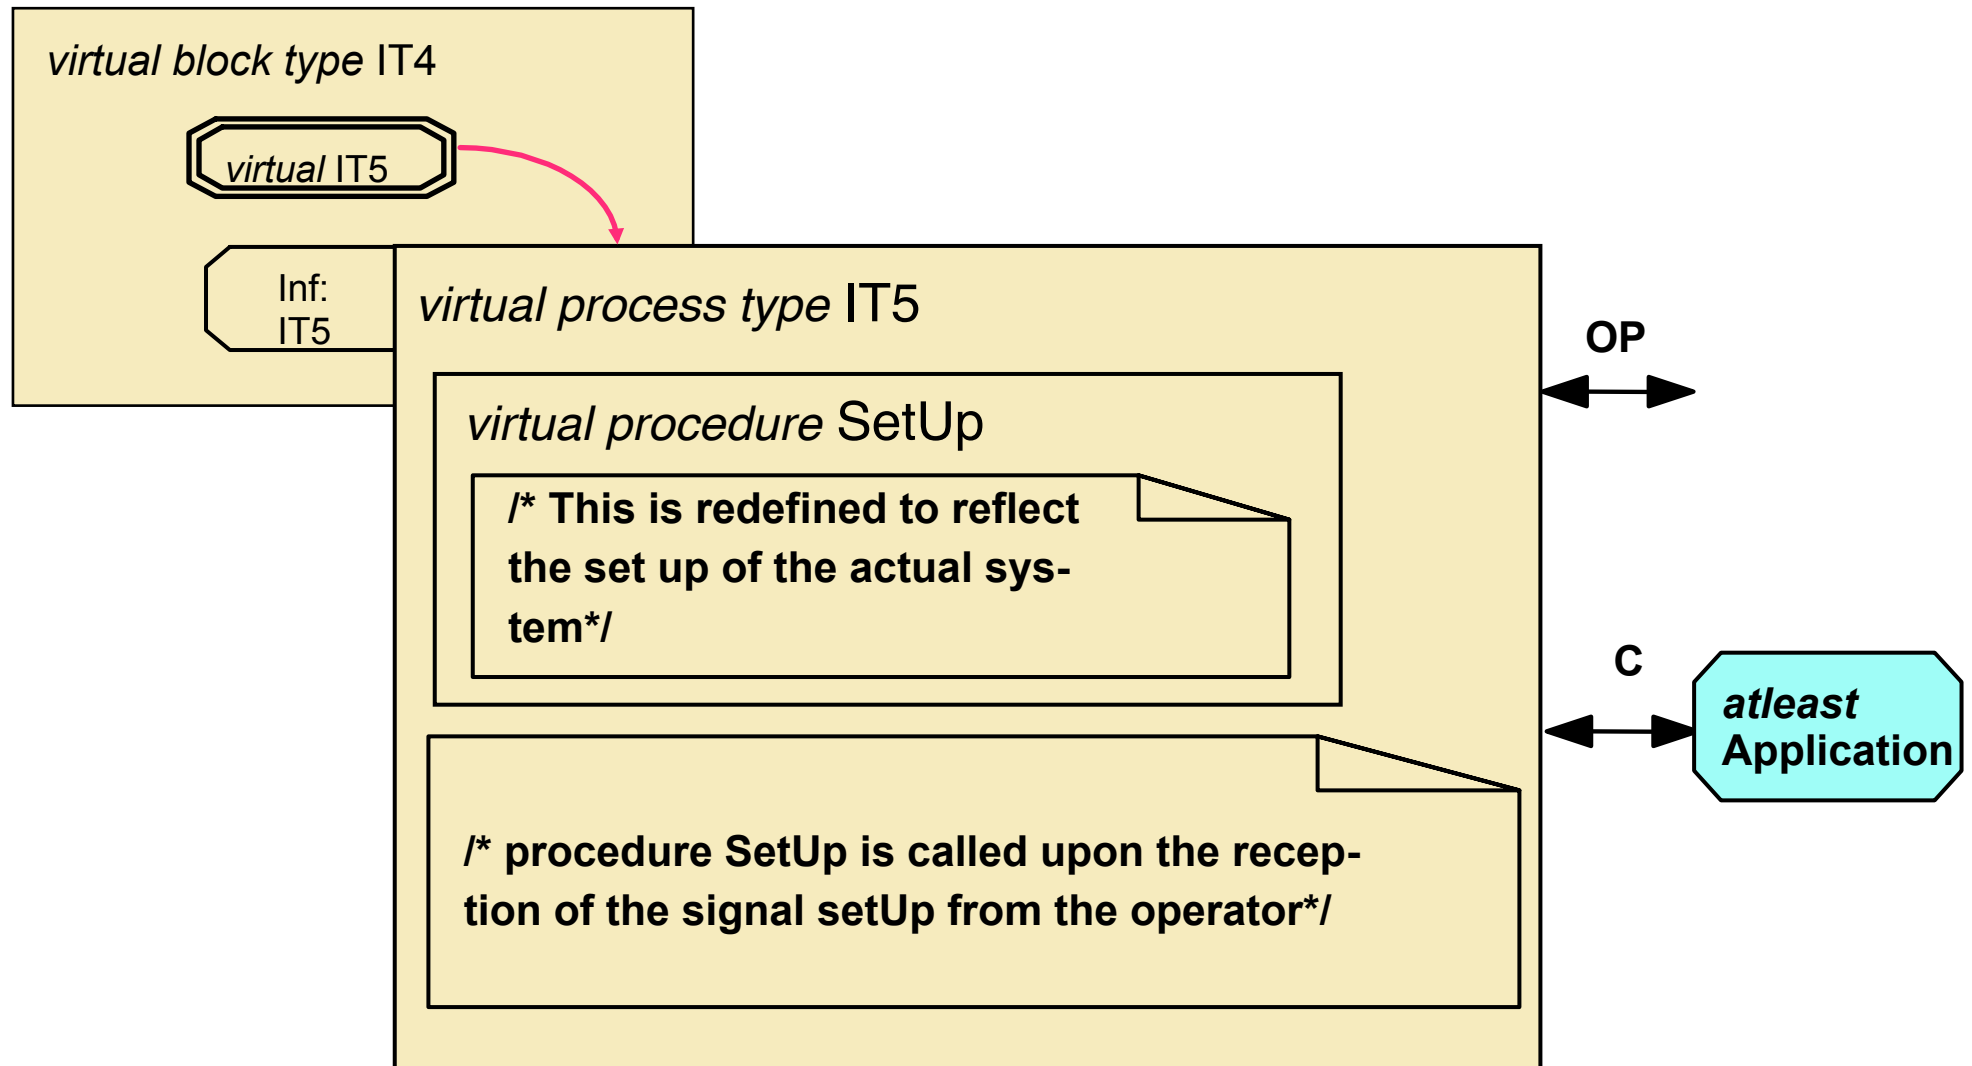 virtual block type IT4
virtual IT5
Inf:
IT5
virtual process type IT5
OP
virtual procedure SetUp
/* This is redefined to reflect
the set up of the actual sys-
tem*/
C
atleast
Application
/* procedure SetUp is called upon the recep-
tion of the signal setUp from the operator*/